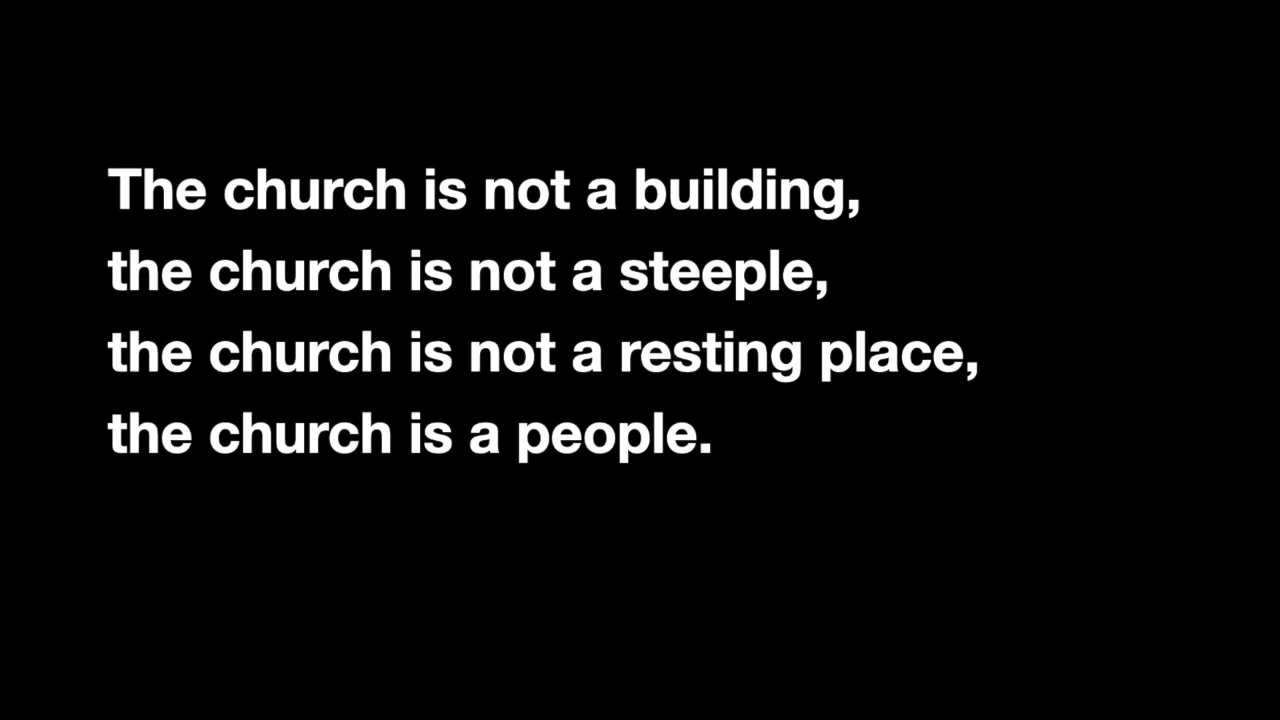 The church is not a building,
the church is not a steeple,
the church is not a resting place,
the church is a people.